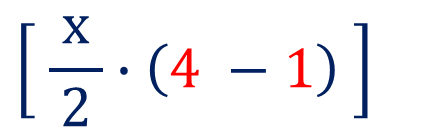 [ x/2 · (4 − 1) ]